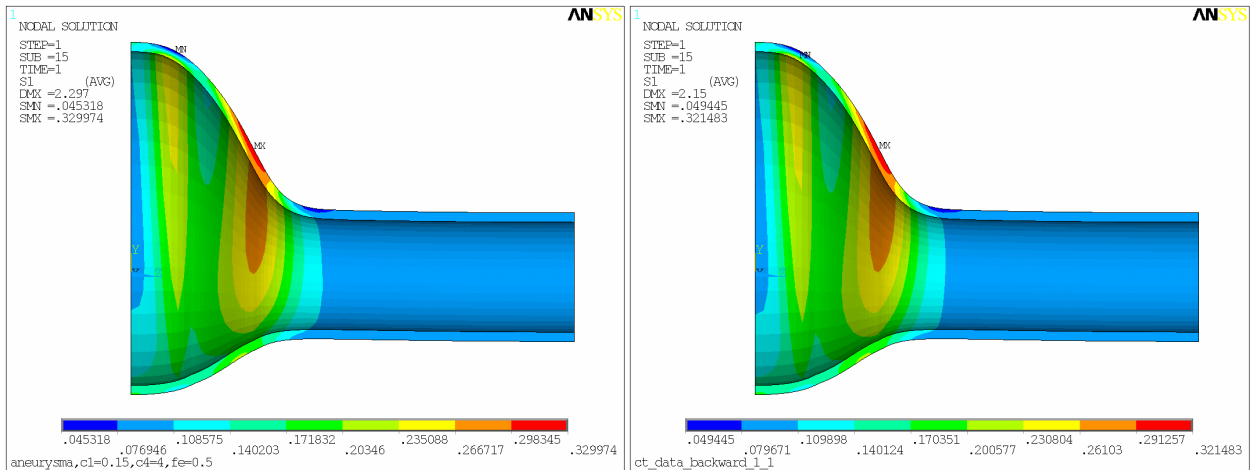 1
ANSYS
NODAL SOLUTION
STEP=1
SUB =15
TIME=1
S1 (AVG)
DMX =2.297
SMN =.045318
SMX =.329974
MN
MX
Y
.045318 .108575 .171832 .235088 .298345
.076946 .140203 .20346 .266717 .329974
aneurysma,c1=0.15,c4=4,fe=0.5
1
ANSYS
NODAL SOLUTION
STEP=1
SUB =15
TIME=1
S1 (AVG)
DMX =2.15
SMN =.049445
SMX =.321483
MN
MX
Y
.049445 .109898 .170351 .230804 .291257
.079671 .140124 .200577 .26103 .321483
ct_data_backward_1_1